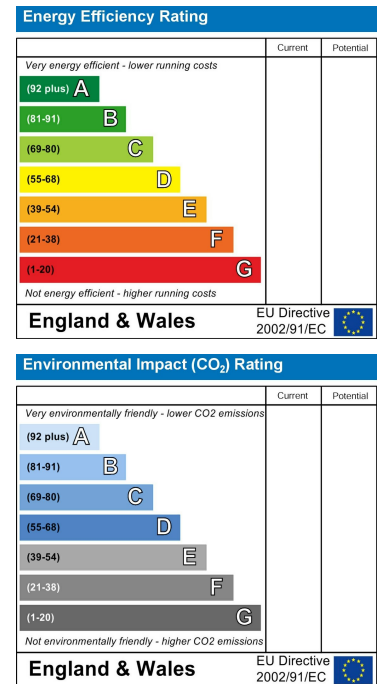 Energy Efficiency Rating
Current Potential
Very energy efficient - lower running costs
(92 plus) A
(81-91) B
(69-80) C
(55-68) D
(39-54) E
(21-38) F
(1-20) G
Not energy efficient - higher running costs
England & Wales EU Directive
2002/91/EC
Environmental Impact (CO₂) Rating
Current Potential
Very environmentally friendly - lower CO2 emissions
(92 plus) A
(81-91) B
(69-80) C
(55-68) D
(39-54) E
(21-38) F
(1-20) G
Not environmentally friendly - higher CO2 emissions
England & Wales EU Directive
2002/91/EC